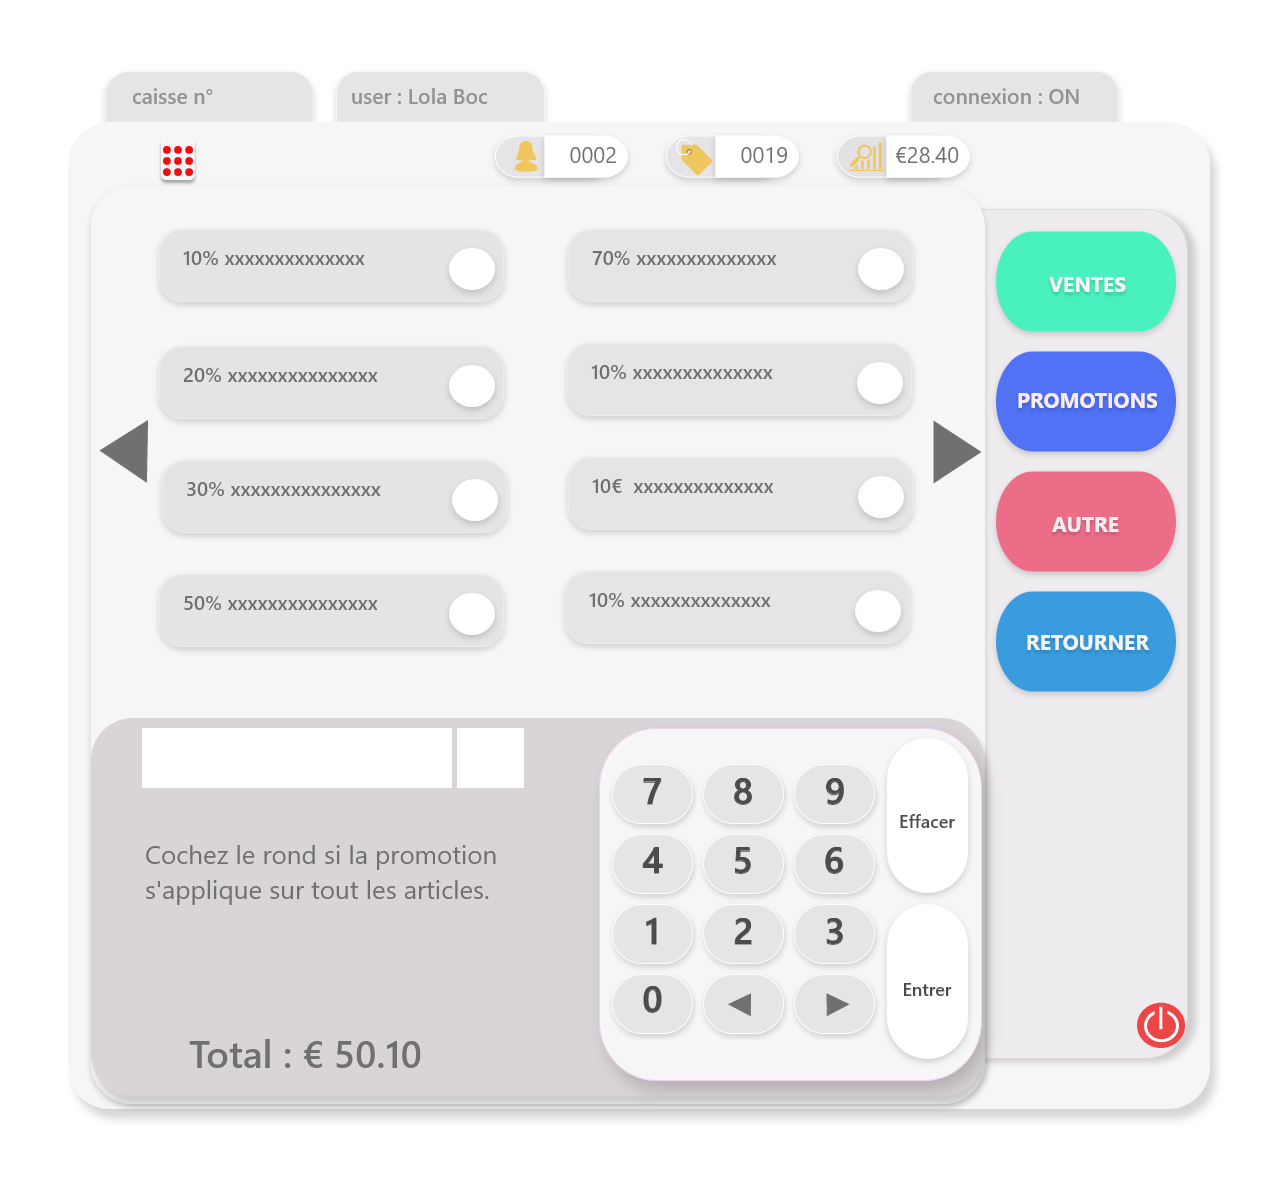 caisse n°
user : Lola Boc
connexion : ON
0002
0019
€28.40
10% xxxxxxxxxxxxxx
70% xxxxxxxxxxxxxx
VENTES
20% xxxxxxxxxxxxxxx
10% xxxxxxxxxxxxxx
PROMOTIONS
30% xxxxxxxxxxxxxxx
10€  xxxxxxxxxxxxxx
AUTRE
50% xxxxxxxxxxxxxxx
10% xxxxxxxxxxxxxx
RETOURNER
Cochez le rond si la promotion
s'applique sur tout les articles.
Total : € 50.10
7 8 9
Effacer
4 5 6
1 2 3
Entrer
0 ◀ ▶